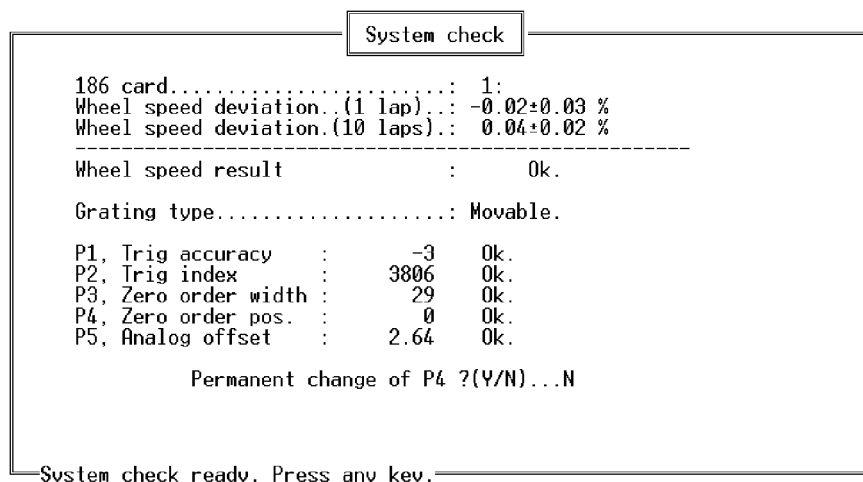 System check
186 card........................: 1:
Wheel speed deviation..(1 lap)..: -0.02±0.03 %
Wheel speed deviation.(10 laps).: 0.04±0.02 %
-----------------------------------------------------
Wheel speed result : Ok.
Grating type....................: Movable.
P1, Trig accuracy : -3 Ok.
P2, Trig index : 3806 Ok.
P3, Zero order width : 29 Ok.
P4, Zero order pos. : 0 Ok.
P5, Analog offset : 2.64 Ok.
Permanent change of P4 ?(Y/N)...N
System check ready. Press any key.